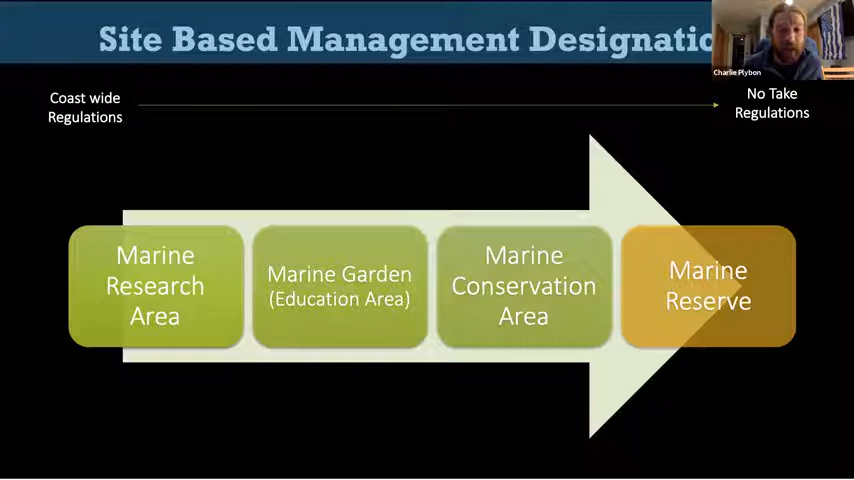 Site Based Management Designatio
Charlie Plybon
Coast wide
Regulations
No Take
Regulations
Marine
Research
Area
Marine Garden
(Education Area)
Marine
Conservation
Area
Marine
Reserve